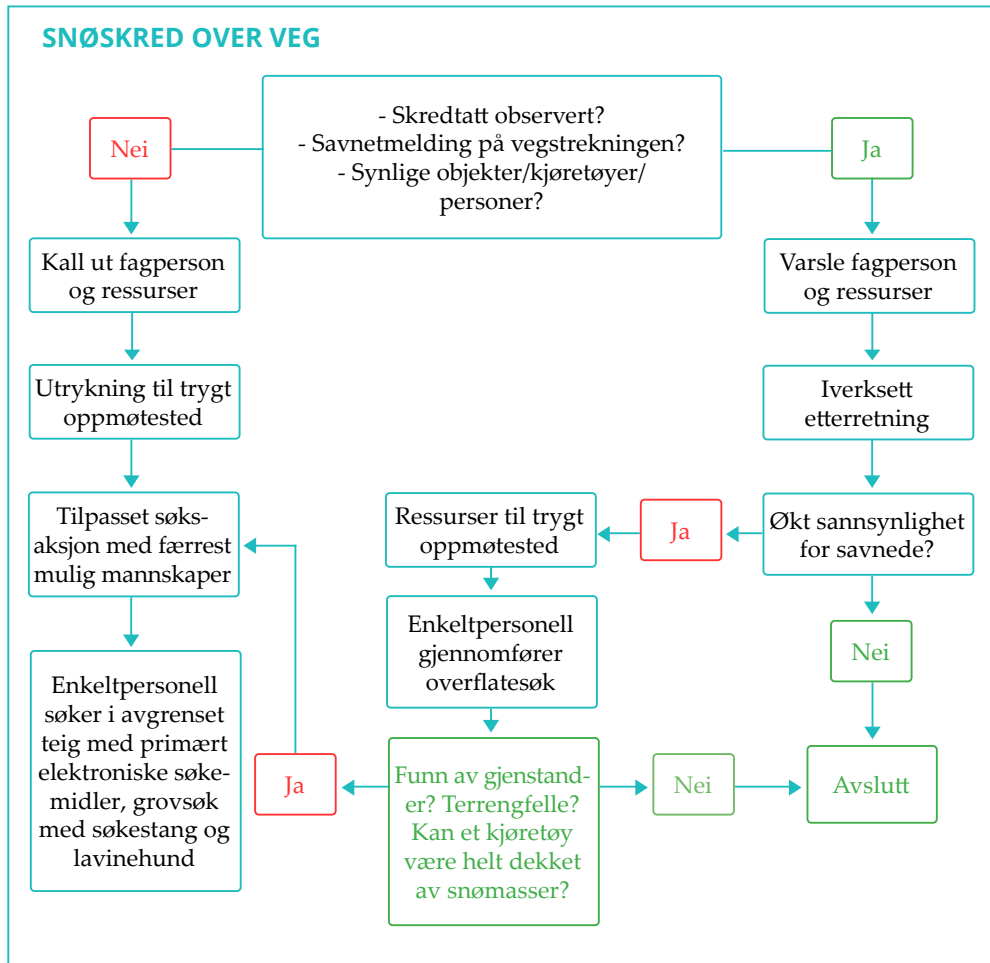 SNØSKRED OVER VEG
- Skredtatt observert?
- Savnetmelding på vegstrekningen?
- Synlige objekter/kjøretøyer/
personer?
Nei
Kall ut fagperson
og ressurser
Utrykning til trygt
oppmøtested
Tilpasset søks-
aksjon med færrest
mulig mannskaper
Enkeltpersonell
søker i avgrenset
teig med primært
elektroniske søke-
midler, grovsøk
med søkestang og
lavinehund
Ja
Varsle fagperson
og ressurser
Iverksett
etterretning
Økt sannsynlighet
for savnede?
Ja
Ressurser til trygt
oppmøtested
Enkeltpersonell
gjennomfører
overflatesøk
Funn av gjenstand-
er? Terrengfelle?
Kan et kjøretøy
være helt dekket
av snømasser?
Ja
Nei
Nei
Avslutt